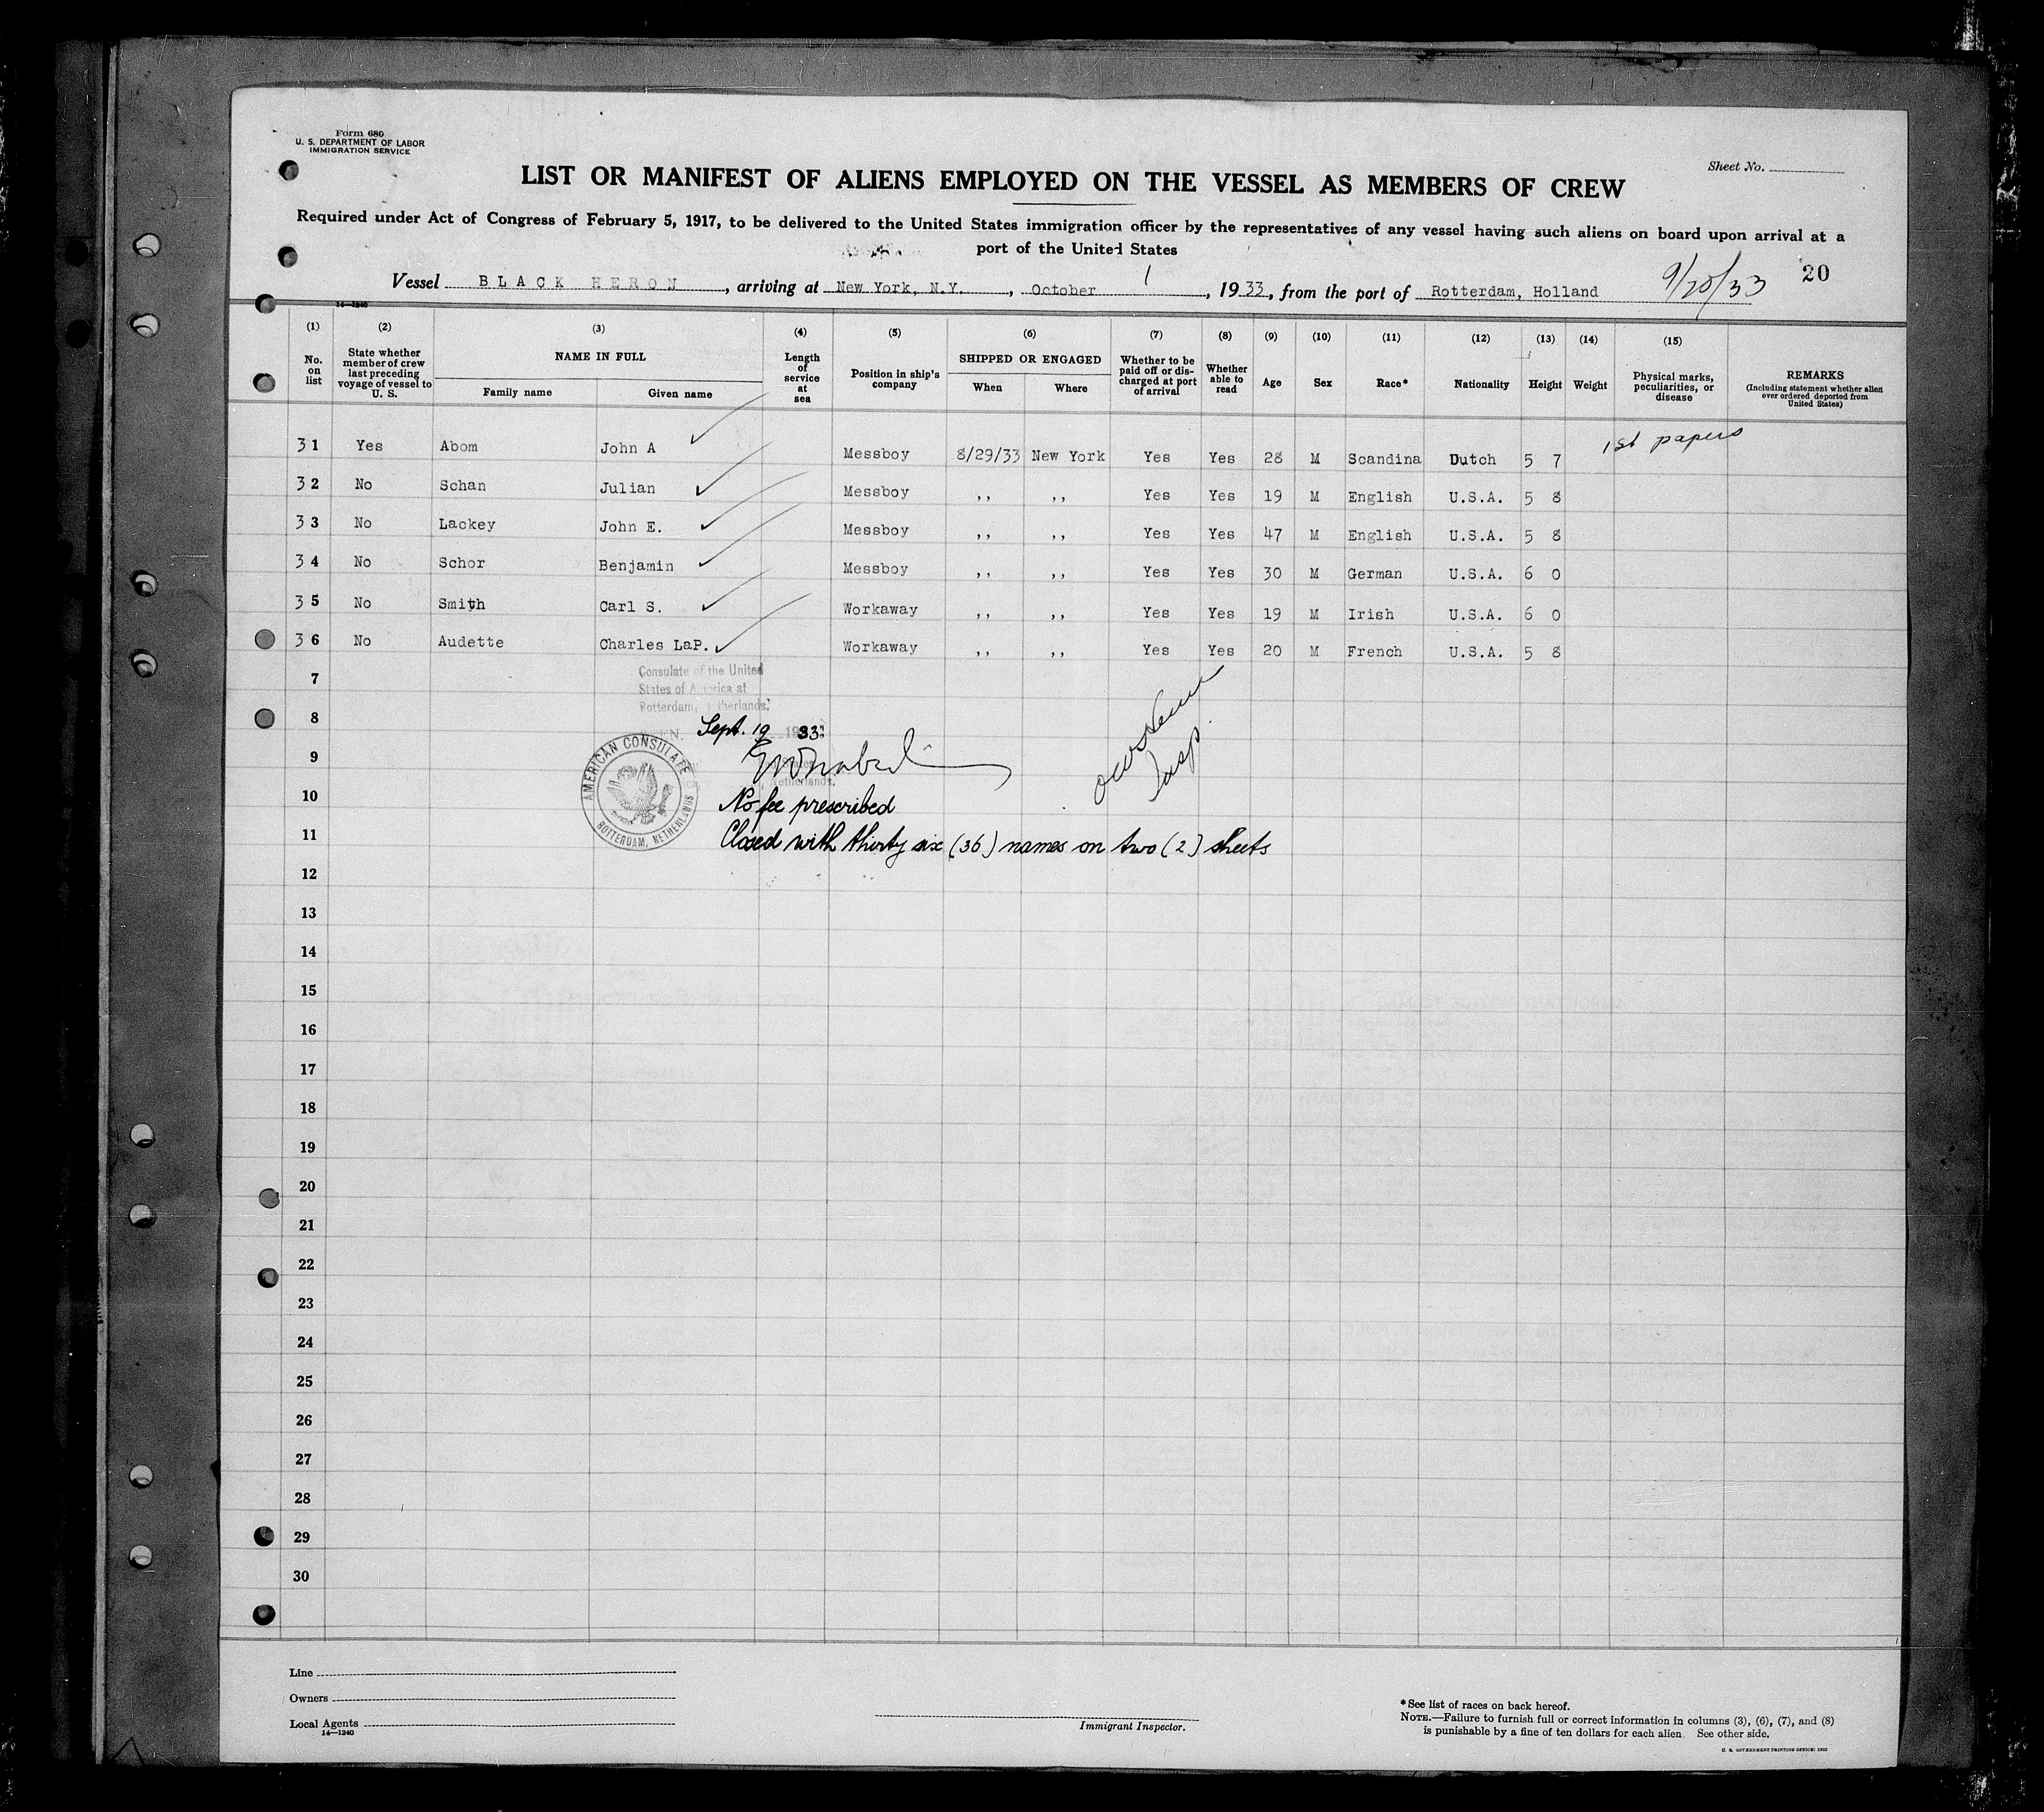 Form 680
U. S. DEPARTMENT OF LABOR
IMMIGRATION SERVICE
Sheet No.
LIST OR MANIFEST OF ALIENS EMPLOYED ON THE VESSEL AS MEMBERS OF CREW
Required under Act of Congress of February 5, 1917, to be delivered to the United States immigration officer by the representatives of any vessel having such aliens on board upon arrival at a
port of the United States
Vessel BLACK HERON, arriving at New York, N.Y., October 1, 1933, from the port of Rotterdam, Holland 9/20/33 20
14-1240
(1) (2) (3) (4) (5) (6) (7) (8) (9) (10) (11) (12) (13) (14) (15)
No. on list State whether member of crew last preceding voyage of vessel to U. S. NAME IN FULL Family name Given name Length of service at sea Position in ship's company SHIPPED OR ENGAGED When Where Whether to be paid off or discharged at port of arrival Whether able to read Age Sex Race* Nationality Height Weight Physical marks, peculiarities, or disease REMARKS (Including statement whether alien ever ordered deported from United States)
31 Yes Abom John A Messboy 8/29/33 New York Yes Yes 28 M Scandina Dutch 5 7 1st papers
32 No Schan Julian Messboy ,, ,, Yes Yes 19 M English U.S.A. 5 8
33 No Lackey John E. Messboy ,, ,, Yes Yes 47 M English U.S.A. 5 8
34 No Schor Benjamin Messboy ,, ,, Yes Yes 30 M German U.S.A. 6 0
35 No Smith Carl S. Workaway ,, ,, Yes Yes 19 M Irish U.S.A. 6 0
36 No Audette Charles LaP. Workaway ,, ,, Yes Yes 20 M French U.S.A. 5 8
7
Consulate of the United
States of America at
Rotterdam, Netherlands.
8
Sept. 19 1933
9
Netherlands.
AMERICAN CONSULATE
ROTTERDAM, NETHERLANDS
Insp.
10
No fee prescribed
11
Closed with thirty six (36) names on two (2) sheets
12
13
14
15
16
17
18
19
20
21
22
23
24
25
26
27
28
29
30
Line
Owners
Local Agents
14-1240
Immigrant Inspector.
*See list of races on back hereof.
NOTE.—Failure to furnish full or correct information in columns (3), (6), (7), and (8)
is punishable by a fine of ten dollars for each alien. See other side.